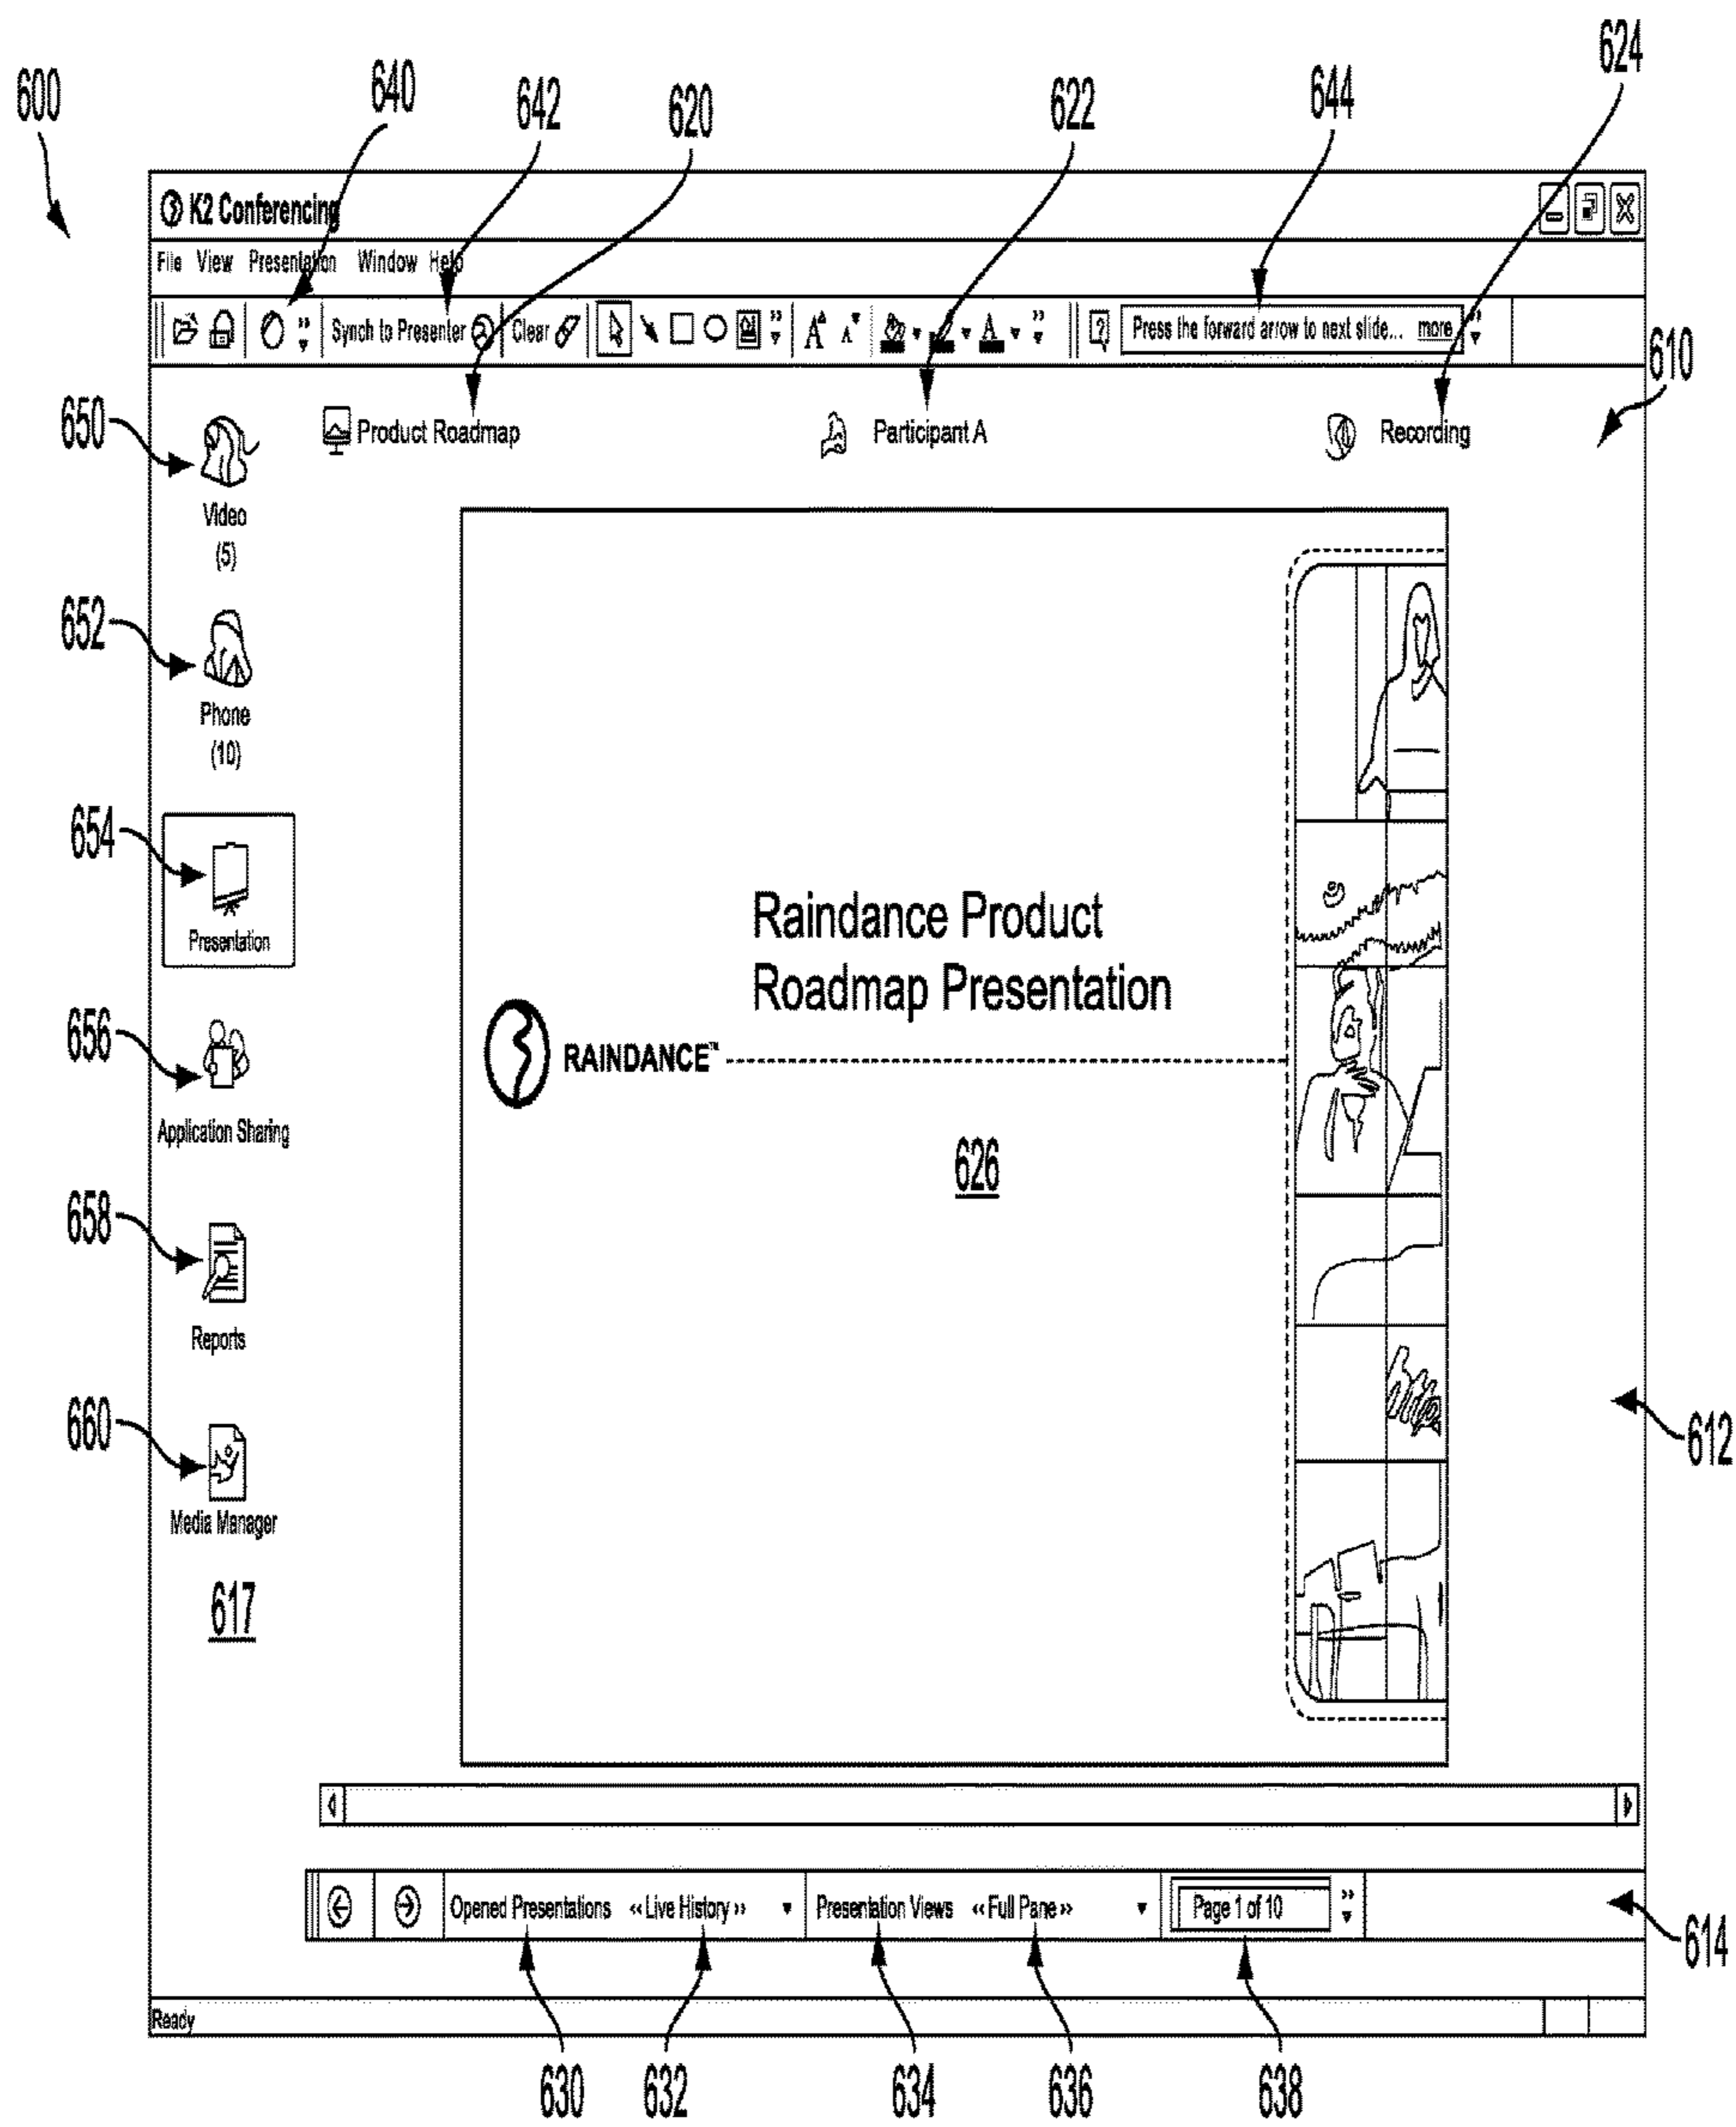 624
600
640
642
620
622
644
K2 Conferencing
File View Presentation Window Help
Synch to Presenter Clear A A A ? Press the forward arrow to next slide... more
610
650
Product Roadmap
Participant A
Recording
Video
(5)
652
Phone
(10)
654
Presentation
Raindance Product
Roadmap Presentation
656
RAINDANCE™
Application Sharing
626
658
Reports
660
612
Media Manager
617
Opened Presentations ‹‹ Live History ›› Presentation Views ‹‹ Full Pane ›› Page 1 of 10
614
Ready
630
632
634
636
638